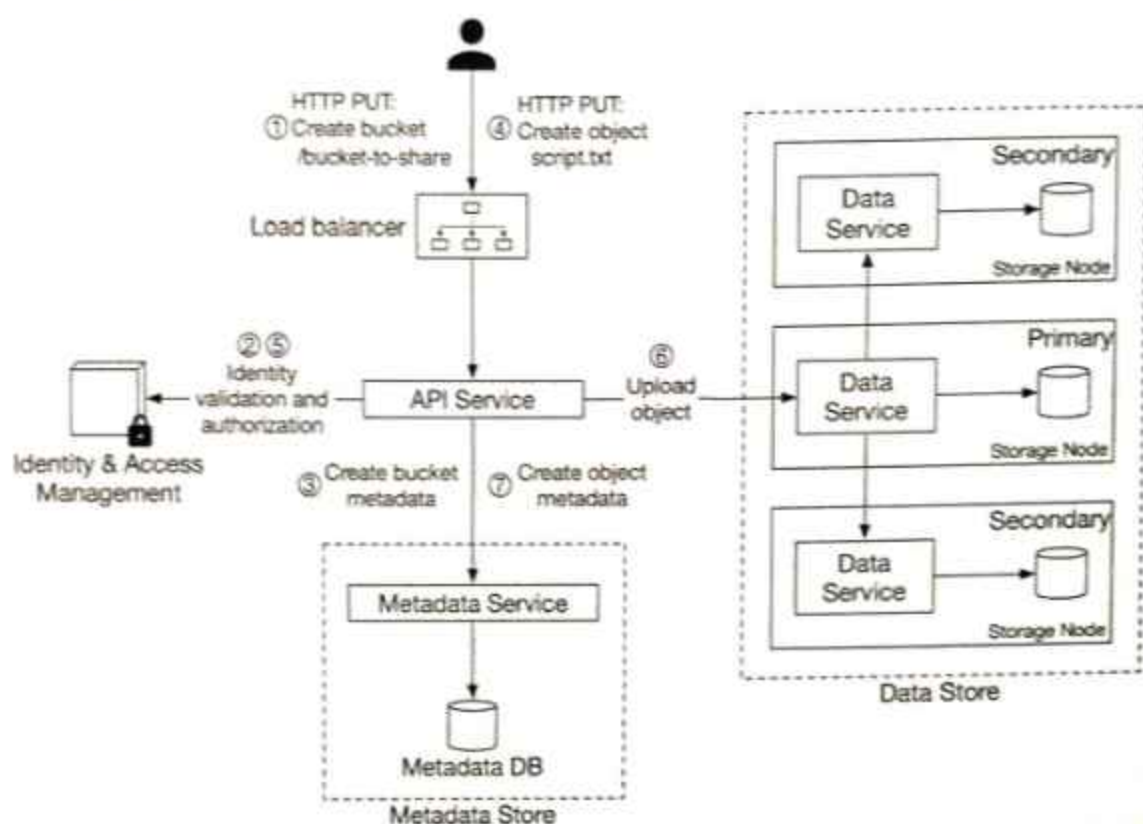 HTTP PUT:
① Create bucket
/bucket-to-share
HTTP PUT:
④ Create object
script.txt
Load balancer
② ⑤
Identity
validation and
authorization
API Service
⑥
Upload
object
Identity & Access
Management
③ Create bucket
metadata
⑦ Create object
metadata
Metadata Service
Metadata DB
Metadata Store
Secondary
Data
Service
Storage Node
Primary
Data
Service
Storage Node
Secondary
Data
Service
Storage Node
Data Store